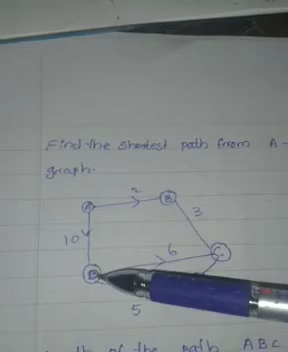 Find the shortest path from A-
graph.
A
2
B
10
3
6
C
5
of the path ABC